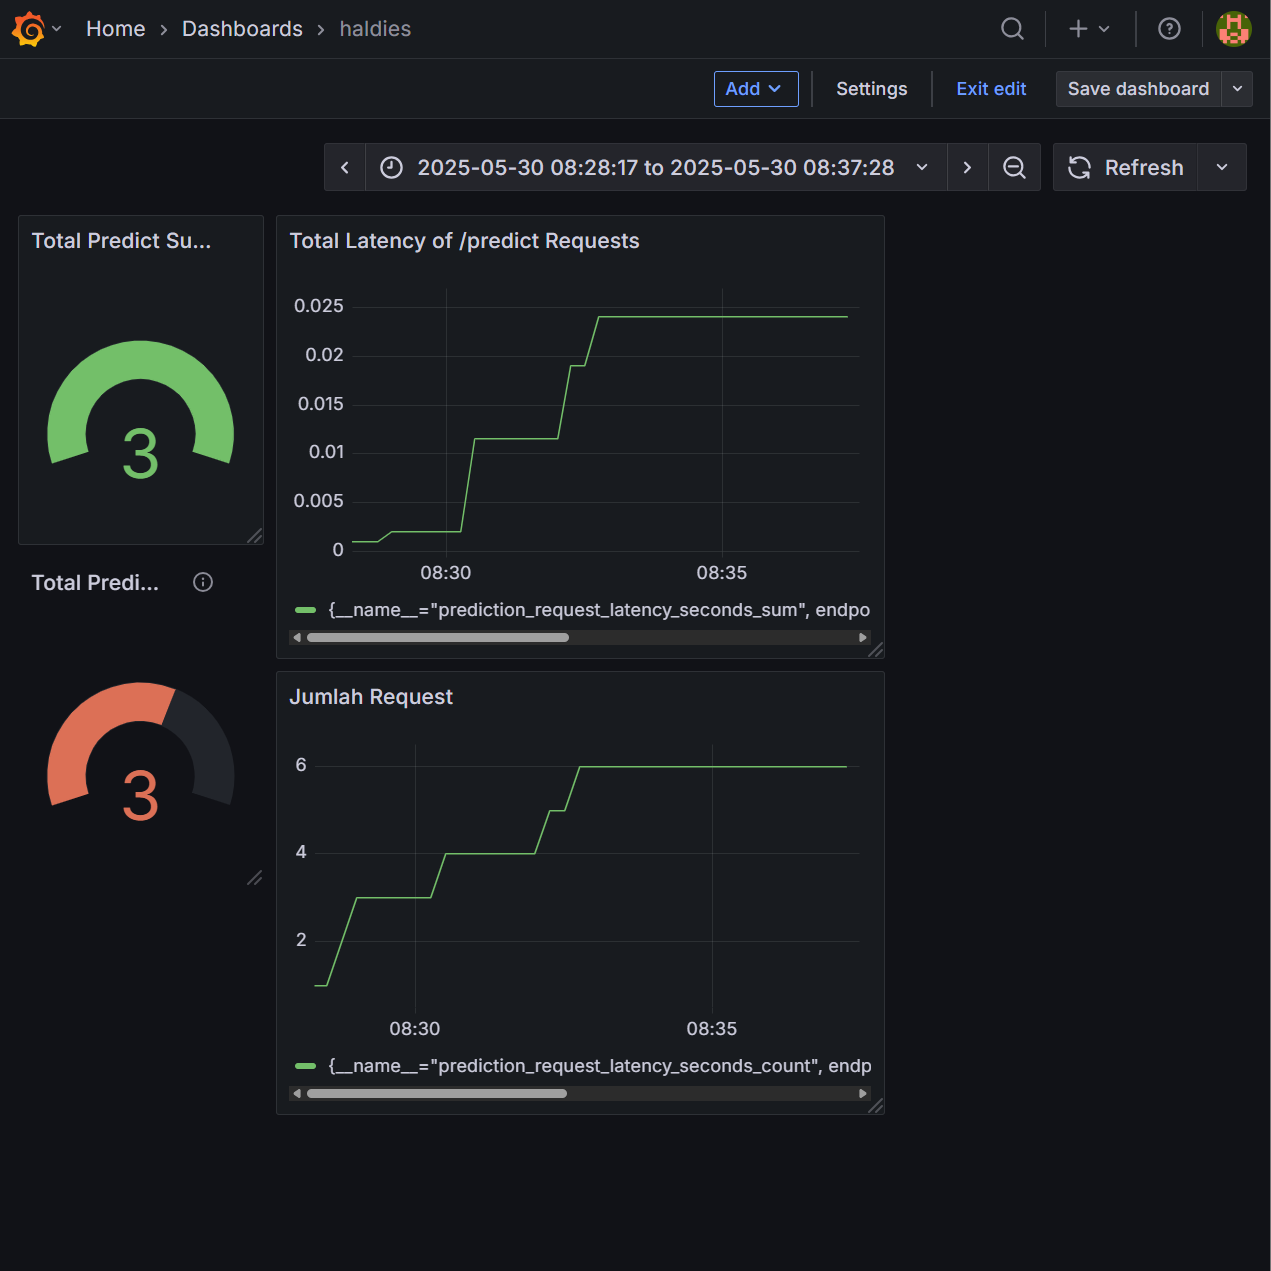 Home › Dashboards › haldies
Add
Settings
Exit edit
Save dashboard
2025-05-30 08:28:17 to 2025-05-30 08:37:28
Refresh
Total Predict Su...
3
Total Latency of /predict Requests
0.025
0.02
0.015
0.01
0.005
0
08:30 08:35
{__name__="prediction_request_latency_seconds_sum", endpo
Total Predi...
3
Jumlah Request
6
4
2
08:30 08:35
{__name__="prediction_request_latency_seconds_count", endp